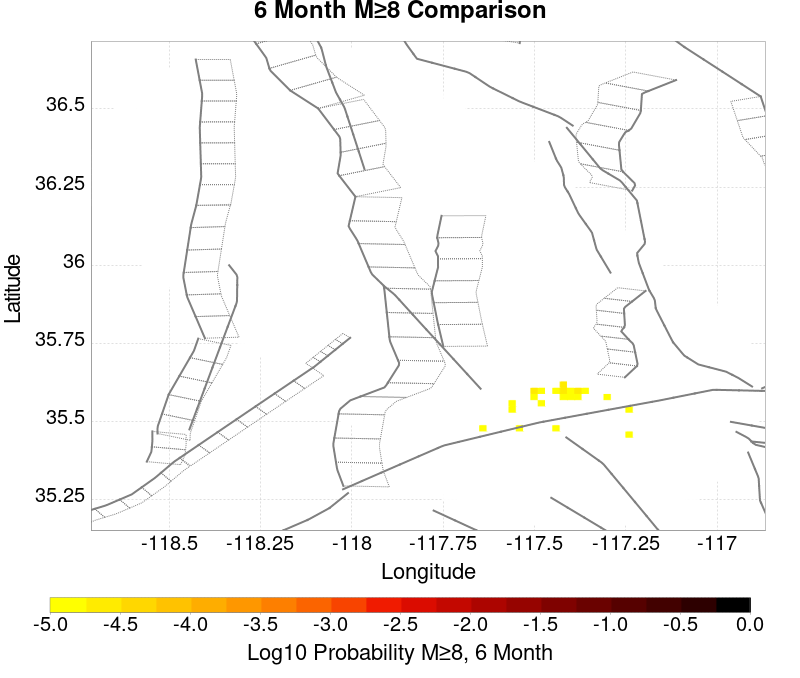 6 Month M≥8 Comparison
36.5
36.25
36
35.75
35.5
35.25
Latitude
-118.5 -118.25 -118 -117.75 -117.5 -117.25 -117
Longitude
-5.0 -4.5 -4.0 -3.5 -3.0 -2.5 -2.0 -1.5 -1.0 -0.5 0.0
Log10 Probability M≥8, 6 Month